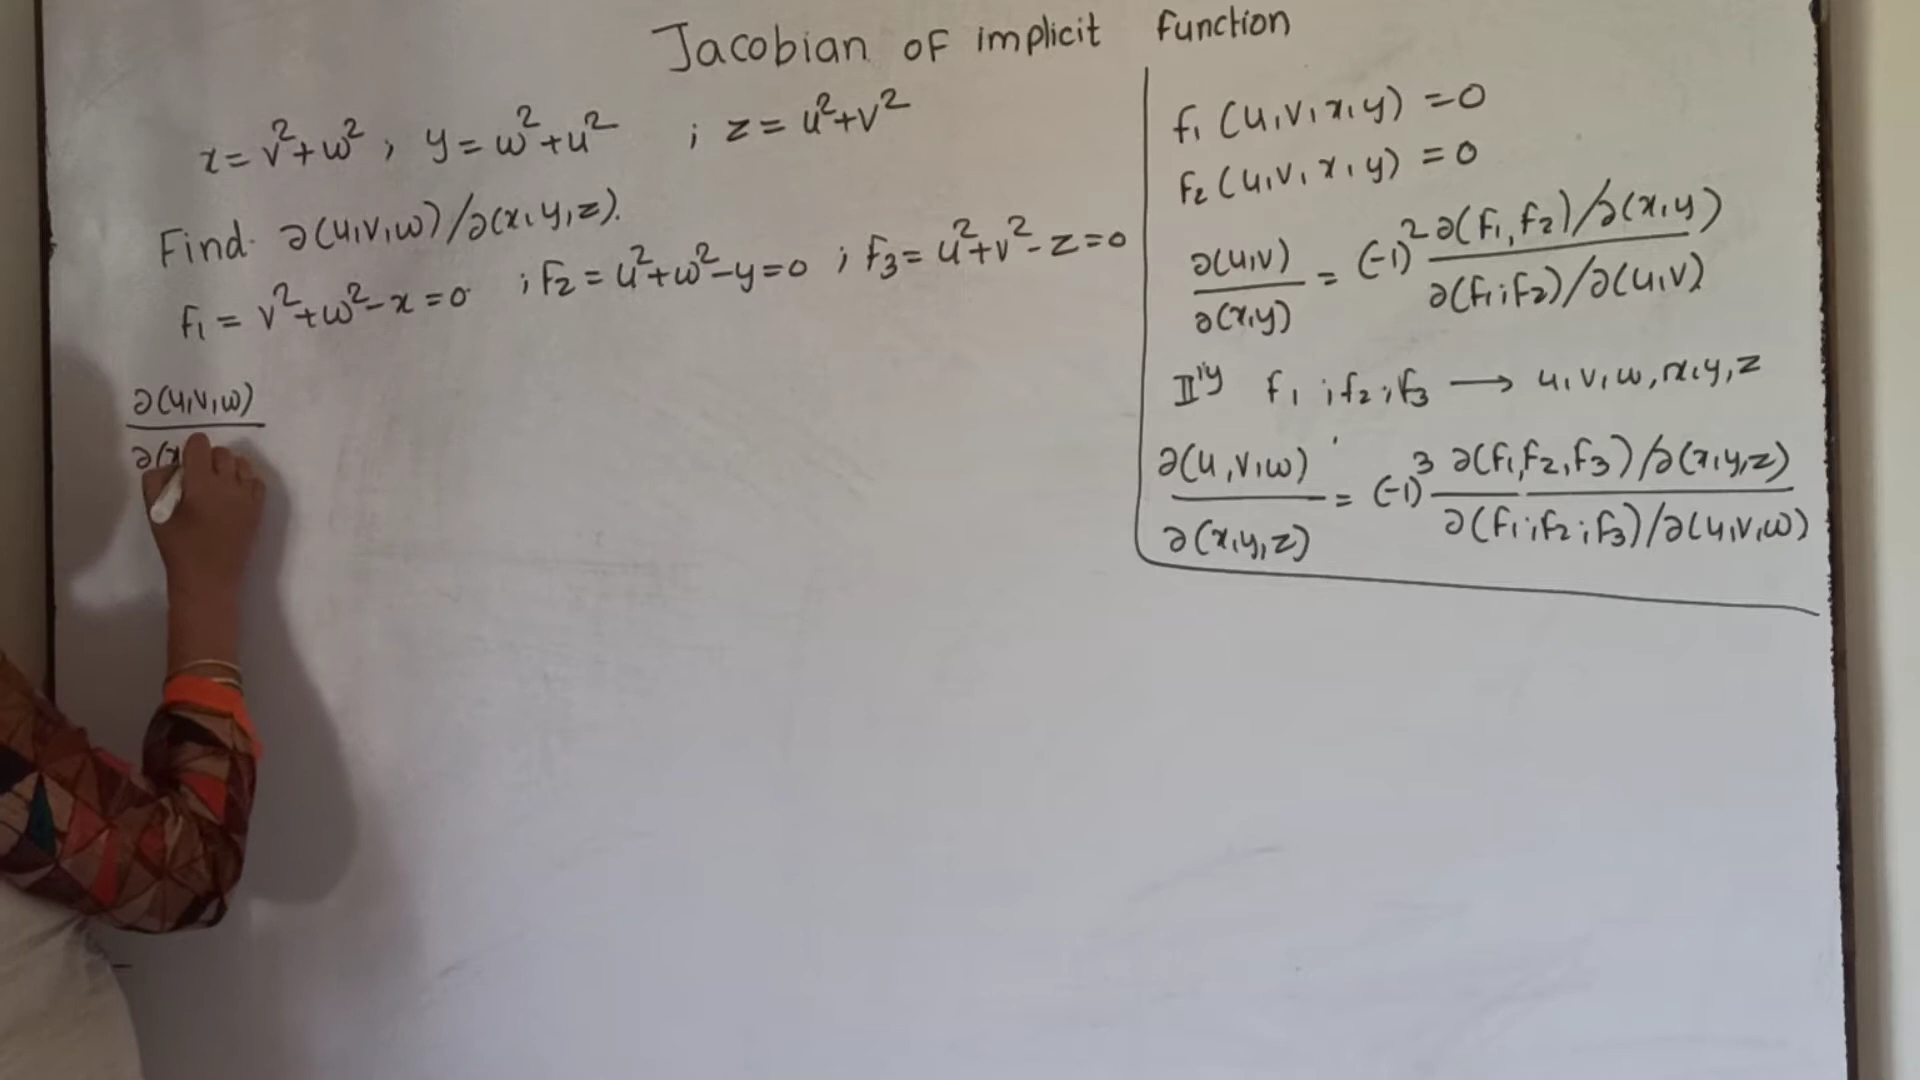 Jacobian of implicit function
x = v²+w² , y = w²+u² ; z = u²+v²
Find. ∂(u,v,w)/∂(x,y,z).
f₁ = v²+w²-x=0 ; f₂ = u²+w²-y=0 ; f₃ = u²+v²-z=0
∂(u,v,w)
∂(x
f₁ (u,v,x,y) =0
f₂ (u,v,x,y) =0
∂(u,v)/∂(x,y) = (-1)² ∂(f₁,f₂)/∂(x,y) / ∂(f₁;f₂)/∂(u,v)
IIly f₁ ; f₂ ; f₃ → u,v,w,x,y,z
∂(u,v,w)/∂(x,y,z) = (-1)³ ∂(f₁,f₂,f₃)/∂(x,y,z) / ∂(f₁;f₂;f₃)/∂(u,v,w)